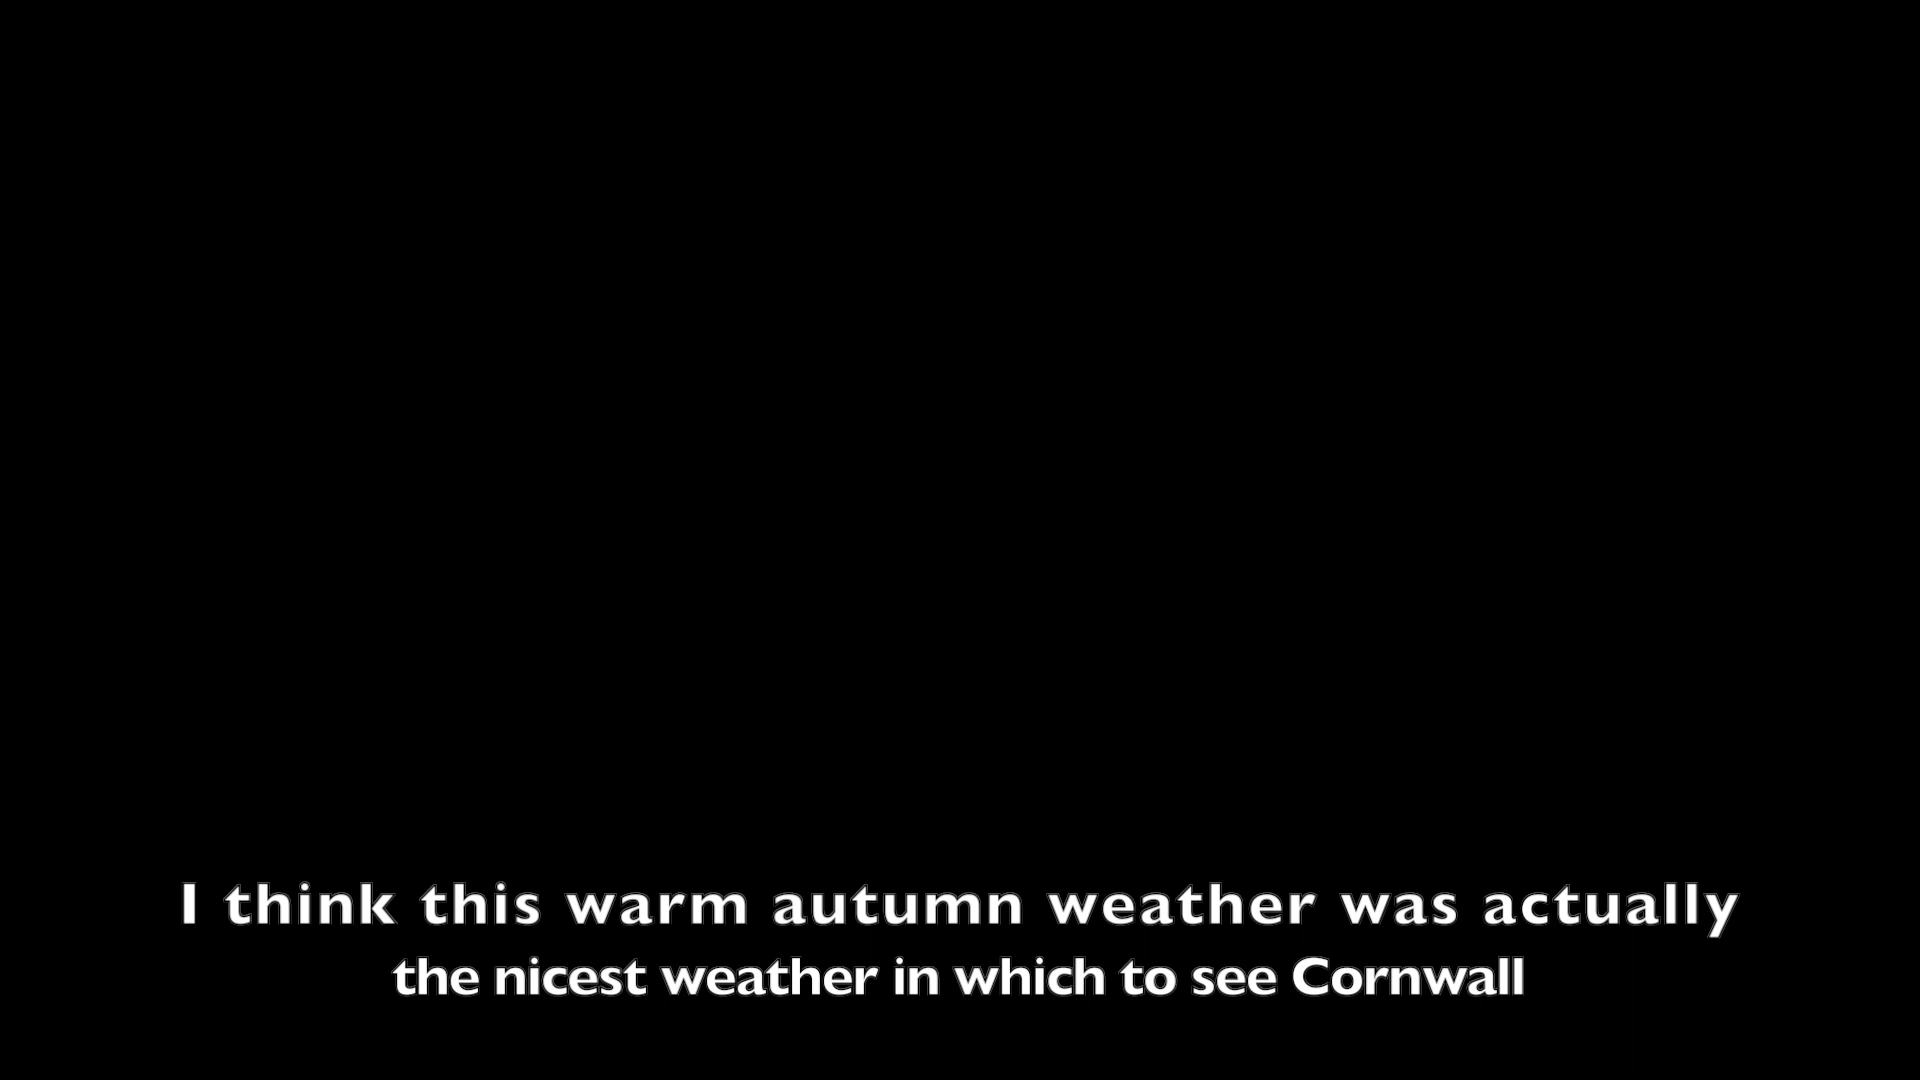 I think this warm autumn weather was actually
the nicest weather in which to see Cornwall